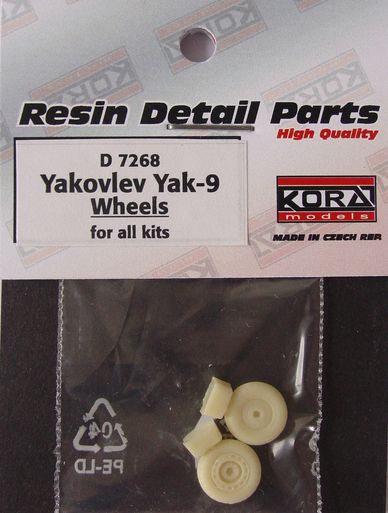 Resin Detail Parts
High Quality
D 7268
Yakovlev Yak-9
Wheels
for all kits
KORA
models
MADE IN CZECH REP.
04
PE-LD